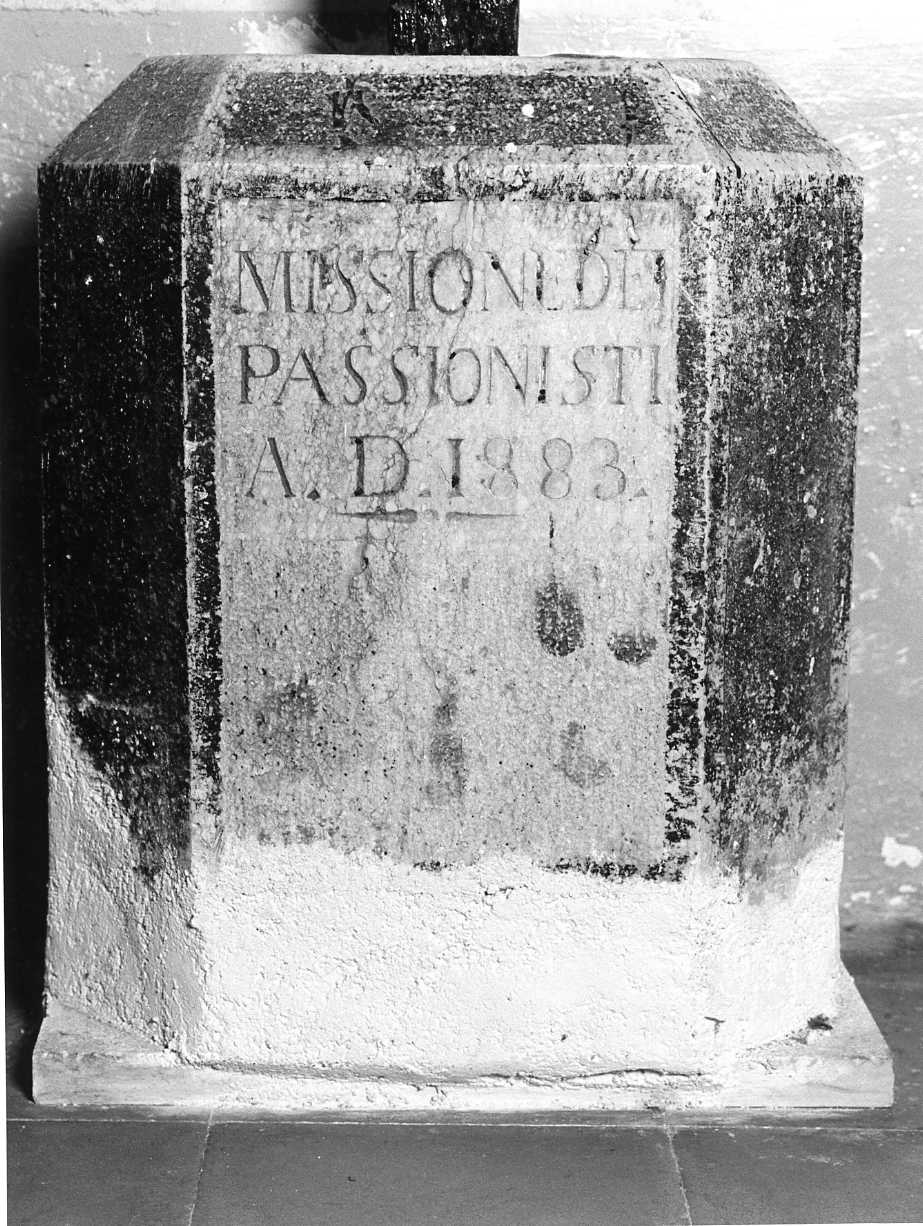 MISSIONE DEI
PASSIONISTI
A. D. 1883.